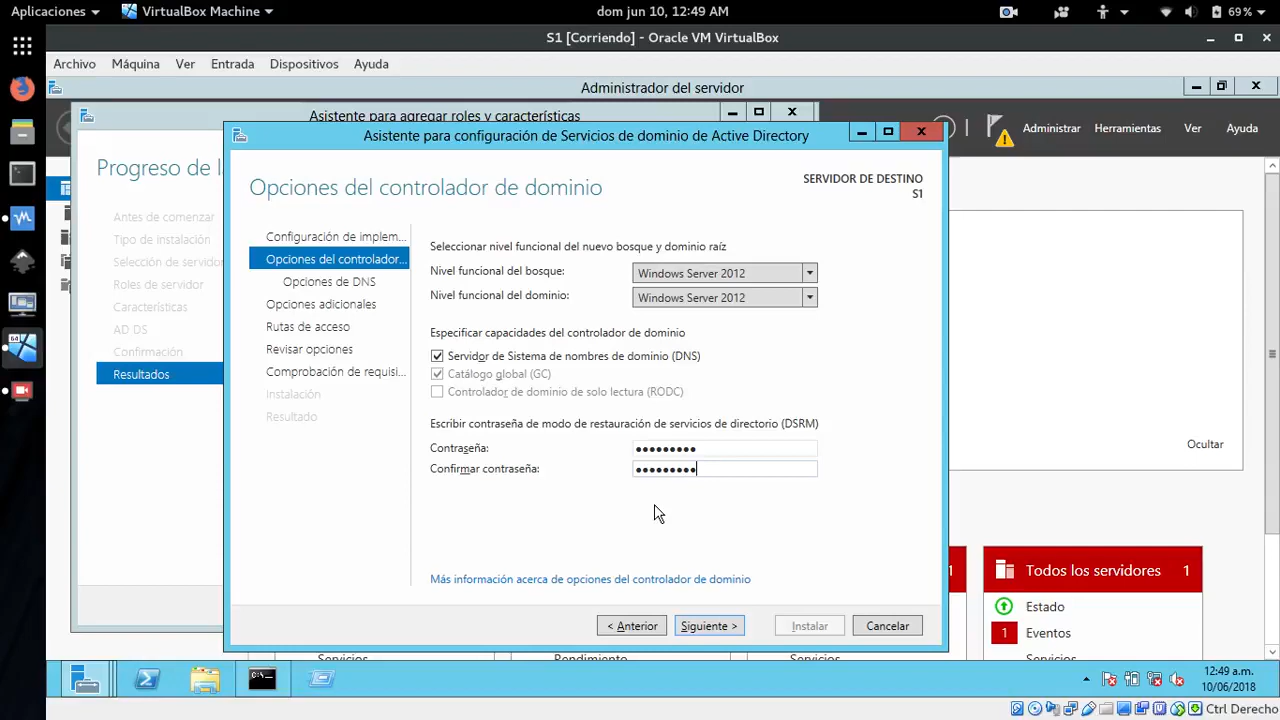 Aplicaciones
VirtualBox Machine
dom jun 10, 12:49 AM
69%
S1 [Corriendo] - Oracle VM VirtualBox
Archivo Máquina Ver Entrada Dispositivos Ayuda
Administrador del servidor
Asistente para agregar roles y características
Administrar Herramientas Ver Ayuda
Progreso de la
Antes de comenzar
Tipo de instalación
Selección de servidor
Roles de servidor
Características
AD DS
Confirmación
Resultados
Asistente para configuración de Servicios de dominio de Active Directory
Opciones del controlador de dominio
SERVIDOR DE DESTINO
S1
Configuración de implem...
Opciones del controlador...
Opciones de DNS
Opciones adicionales
Rutas de acceso
Revisar opciones
Comprobación de requisi...
Instalación
Resultado
Seleccionar nivel funcional del nuevo bosque y dominio raíz
Nivel funcional del bosque: Windows Server 2012
Nivel funcional del dominio: Windows Server 2012
Especificar capacidades del controlador de dominio
Servidor de Sistema de nombres de dominio (DNS)
Catálogo global (GC)
Controlador de dominio de solo lectura (RODC)
Escribir contraseña de modo de restauración de servicios de directorio (DSRM)
Contraseña: •••••••••
Confirmar contraseña: •••••••••
Más información acerca de opciones del controlador de dominio
< Anterior Siguiente > Instalar Cancelar
Ocultar
1
Todos los servidores 1
Estado
1 Eventos
Servicios
Servicios Rendimiento Servicios
12:49 a.m.
10/06/2018
Ctrl Derecho